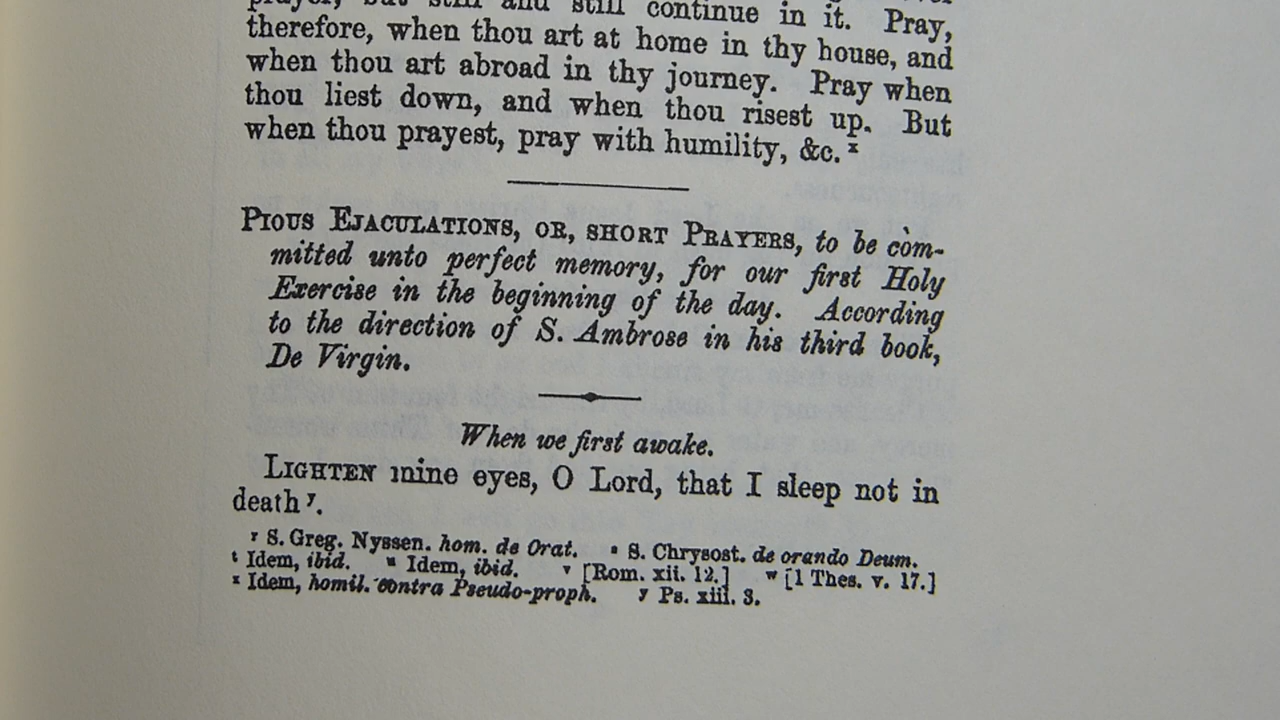 prayer, but still and still continue in it. Pray,
therefore, when thou art at home in thy house, and
when thou art abroad in thy journey. Pray when
thou liest down, and when thou risest up. But
when thou prayest, pray with humility, &c. x
Pious Ejaculations, or, short Prayers, to be com-
mitted unto perfect memory, for our first Holy
Exercise in the beginning of the day. According
to the direction of S. Ambrose in his third book,
De Virgin.
When we first awake.
Lighten mine eyes, O Lord, that I sleep not in
death y.
r S. Greg. Nyssen. hom. de Orat. s S. Chrysost. de orando Deum.
t Idem, ibid. u Idem, ibid. v [Rom. xii. 12.] w [1 Thes. v. 17.]
x Idem, homil. contra Pseudo-proph. y Ps. xiii. 3.